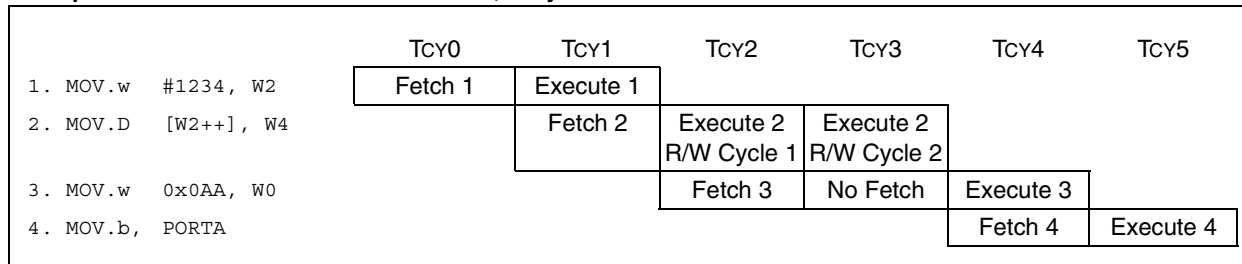 TCY0 TCY1 TCY2 TCY3 TCY4 TCY5
1. MOV.w #1234, W2 Fetch 1 Execute 1
2. MOV.D [W2++], W4 Fetch 2 Execute 2 Execute 2
R/W Cycle 1 R/W Cycle 2
3. MOV.w 0x0AA, W0 Fetch 3 No Fetch Execute 3
4. MOV.b, PORTA Fetch 4 Execute 4